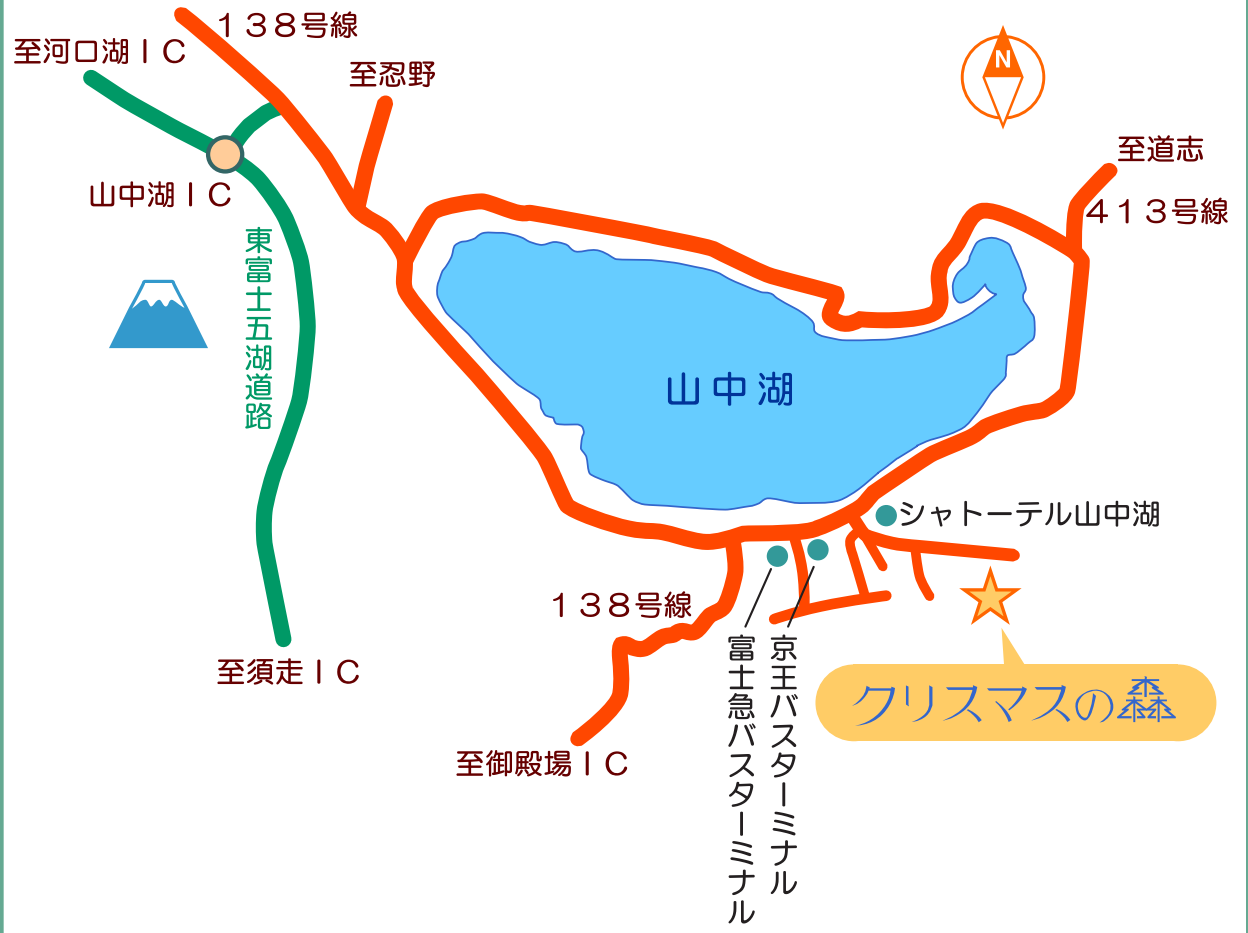 １３８号線
至河口湖ＩＣ
至忍野
N
至道志
山中湖ＩＣ
４１３号線
東富士五湖道路
山中湖
シャトーテル山中湖
１３８号線
富士急バスターミナル
京王バスターミナル
至須走ＩＣ
クリスマスの森
至御殿場ＩＣ